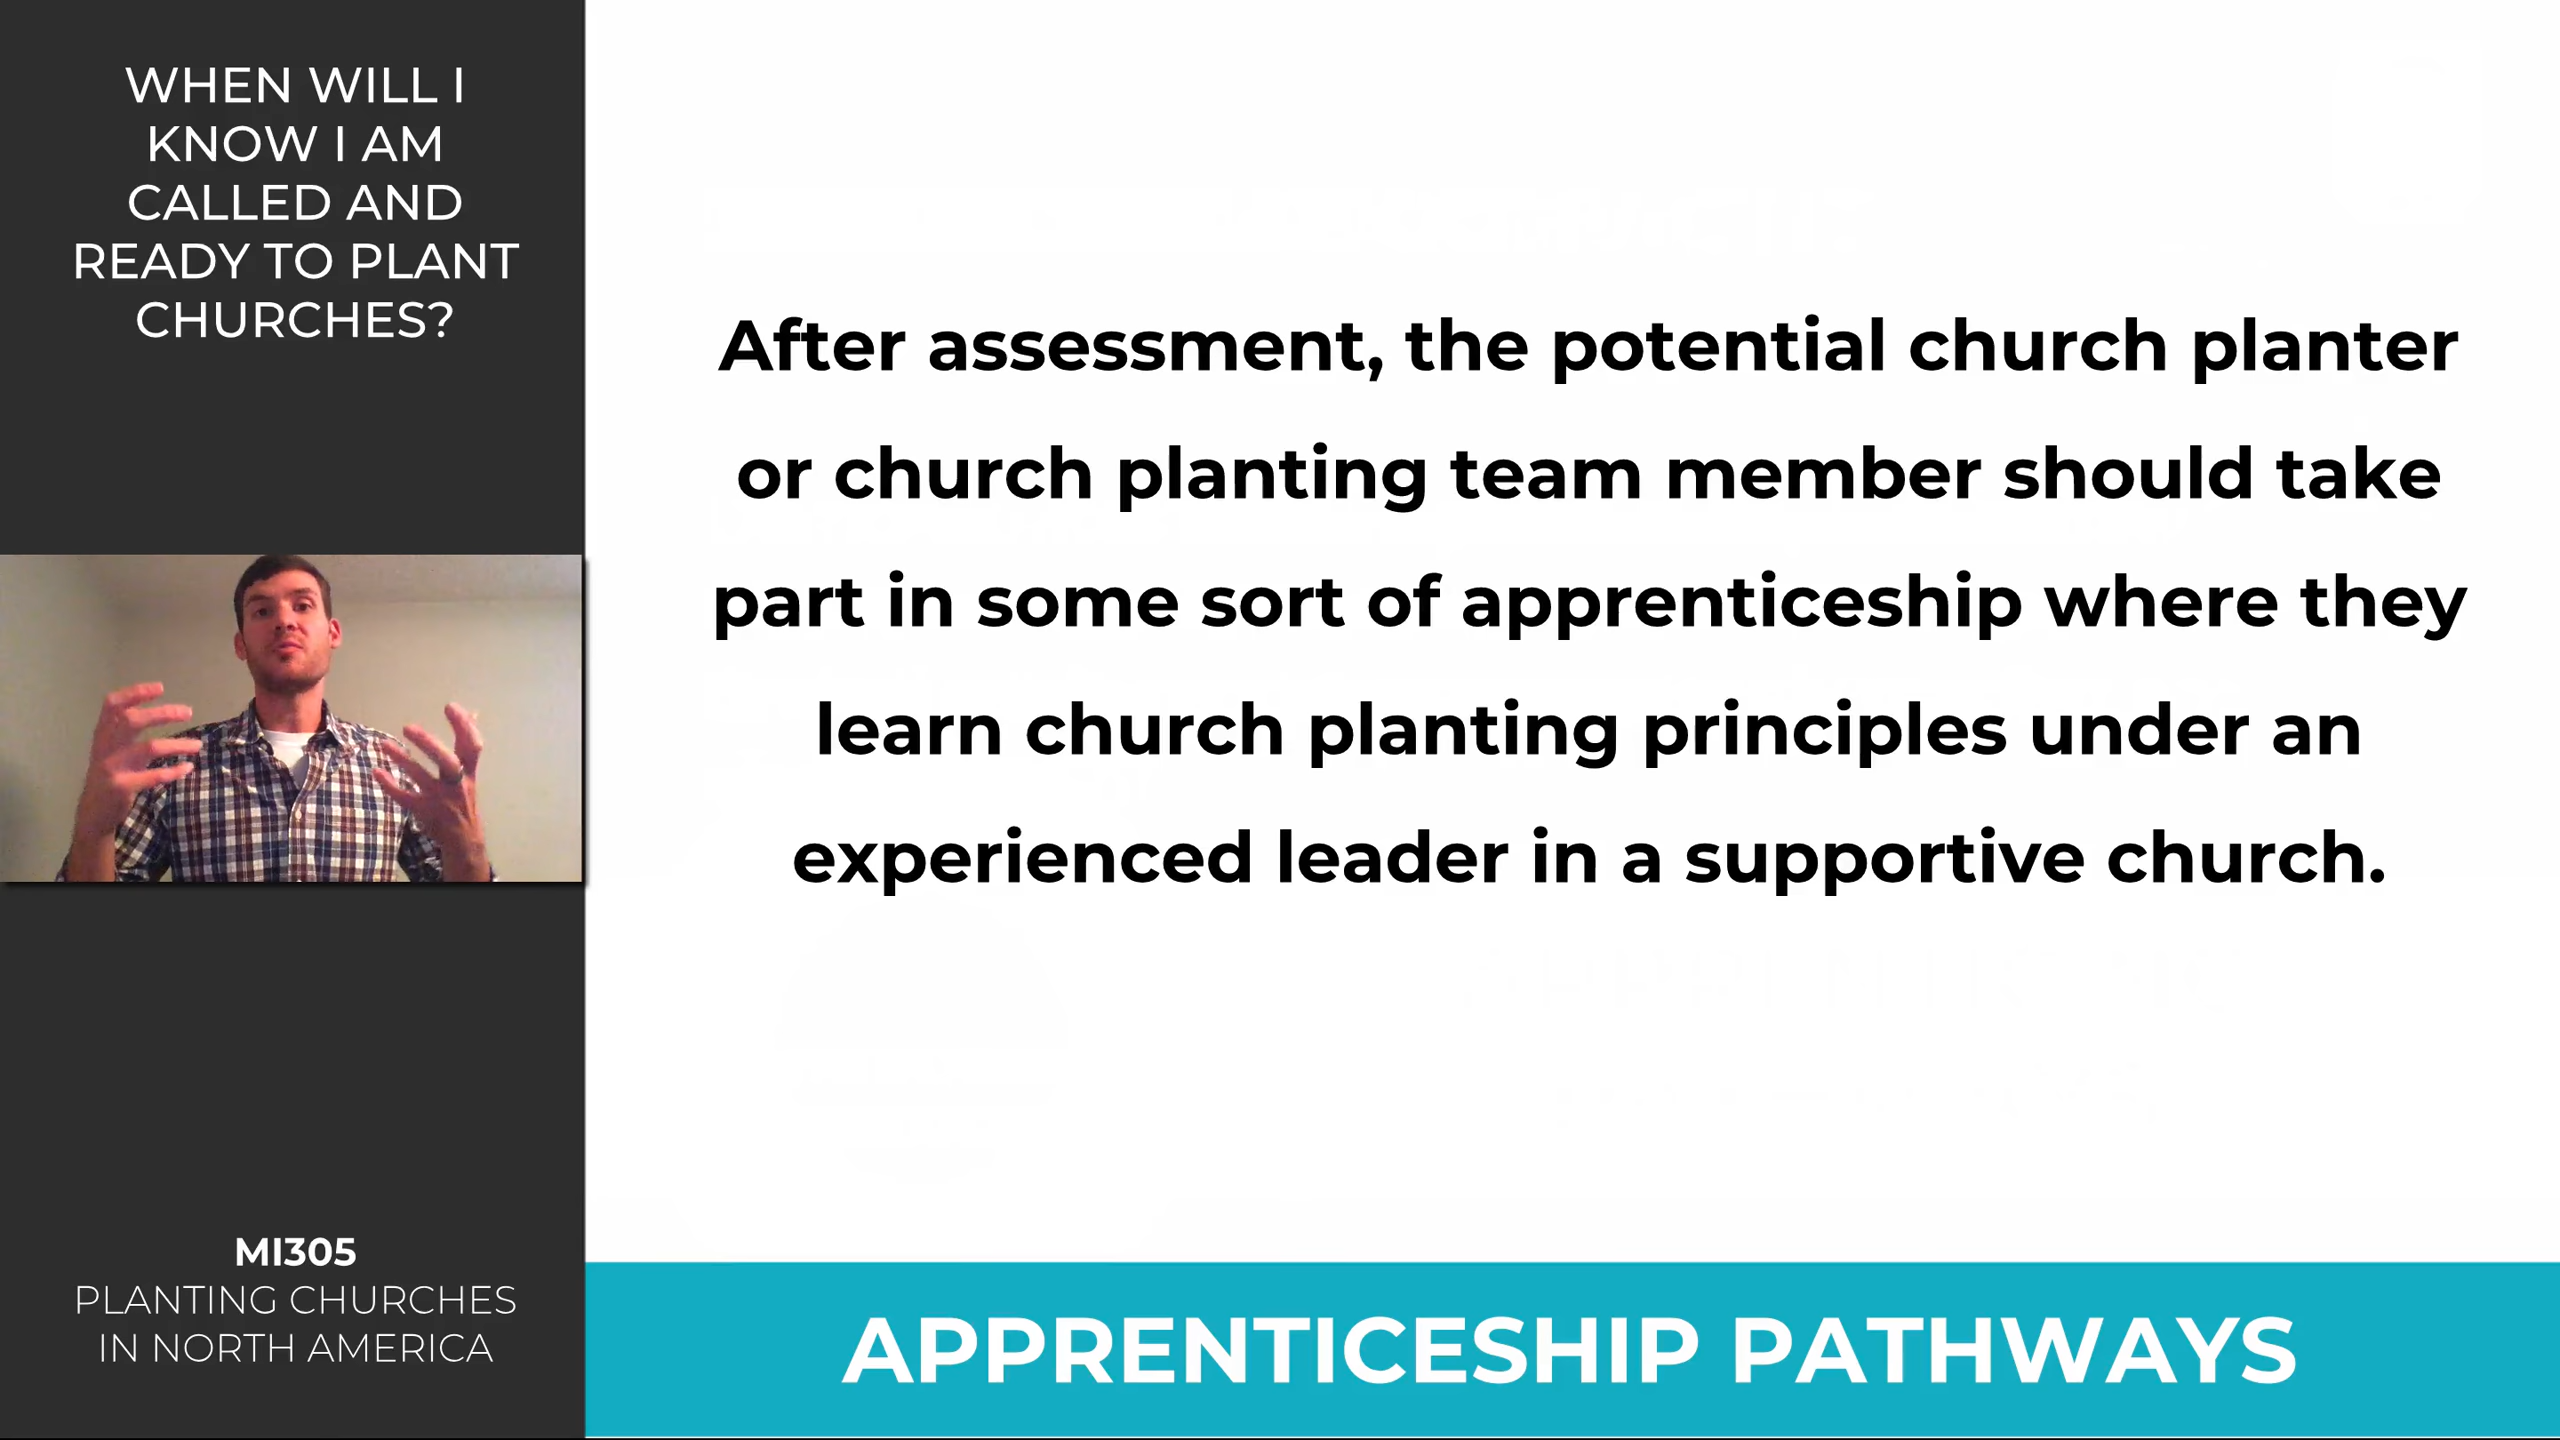 WHEN WILL I
KNOW I AM
CALLED AND
READY TO PLANT
CHURCHES?
After assessment, the potential church planter
or church planting team member should take
part in some sort of apprenticeship where they
learn church planting principles under an
experienced leader in a supportive church.
MI305
PLANTING CHURCHES
IN NORTH AMERICA
APPRENTICESHIP PATHWAYS